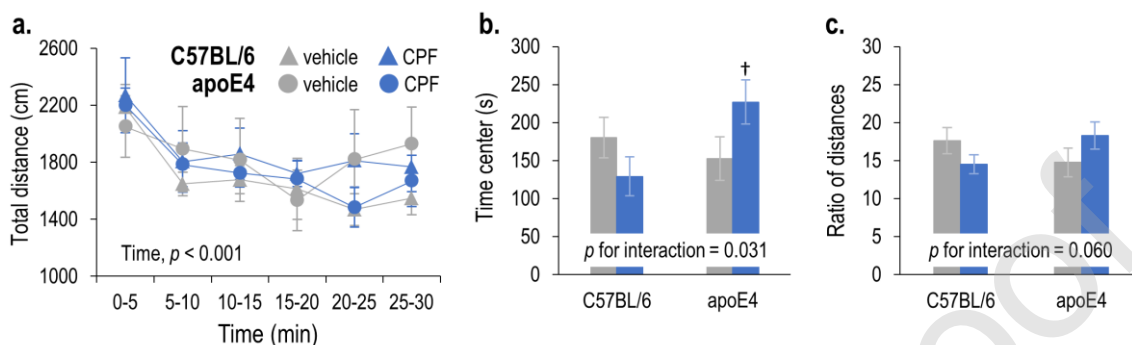 a.
C57BL/6 vehicle CPF
apoE4 vehicle CPF
Total distance (cm)
2600
2200
1800
1400
1000
Time, p < 0.001
0-5 5-10 10-15 15-20 20-25 25-30
Time (min)
b.
Time center (s)
300
250
200
150
100
50
0
†
p for interaction = 0.031
C57BL/6 apoE4
c.
Ratio of distances
30
25
20
15
10
5
0
p for interaction = 0.060
C57BL/6 apoE4